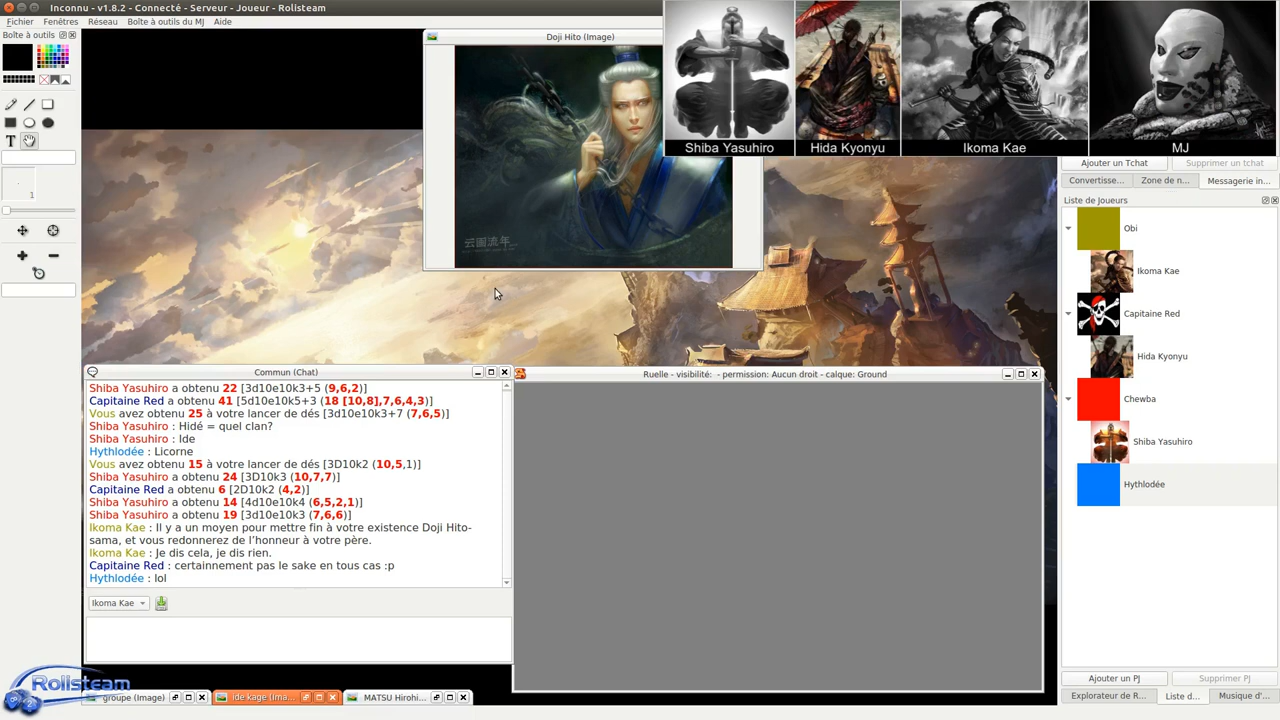 Inconnu - v1.8.2 - Connecté - Serveur - Joueur - Rolisteam
Fichier Fenêtres Réseau Boîte à outils du MJ Aide
Boîte à outils
T
1
Doji Hito (Image)
云画流年
Shiba Yasuhiro
Hida Kyonyu
Ikoma Kae
MJ
Ajouter un Tchat
Supprimer un tchat
Convertisse...
Zone de n...
Messagerie in...
Liste de Joueurs
Obi
Ikoma Kae
Capitaine Red
Hida Kyonyu
Chewba
Shiba Yasuhiro
Hythlodée
Commun (Chat)
Shiba Yasuhiro a obtenu 22 [3d10e10k3+5 (9,6,2)]
Capitaine Red a obtenu 41 [5d10e10k5+3 (18 [10,8],7,6,4,3)]
Vous avez obtenu 25 à votre lancer de dés [3d10e10k3+7 (7,6,5)]
Shiba Yasuhiro : Hidé = quel clan?
Shiba Yasuhiro : Ide
Hythlodée : Licorne
Vous avez obtenu 15 à votre lancer de dés [3D10k2 (10,5,1)]
Shiba Yasuhiro a obtenu 24 [3D10k3 (10,7,7)]
Capitaine Red a obtenu 6 [2D10k2 (4,2)]
Shiba Yasuhiro a obtenu 14 [4d10e10k4 (6,5,2,1)]
Shiba Yasuhiro a obtenu 19 [3d10e10k3 (7,6,6)]
Ikoma Kae : Il y a un moyen pour mettre fin à votre existence Doji Hito-
sama, et vous redonnerez de l'honneur à votre père.
Ikoma Kae : Je dis cela, je dis rien.
Capitaine Red : certainnement pas le sake en tous cas :p
Hythlodée : lol
Ikoma Kae
Ruelle - visibilité: - permission: Aucun droit - calque: Ground
Rolisteam
groupe (Image)
ide kage (Ima...
MATSU Hirohi...
Ajouter un PJ
Supprimer PJ
Explorateur de R...
Liste d...
Musique d'...